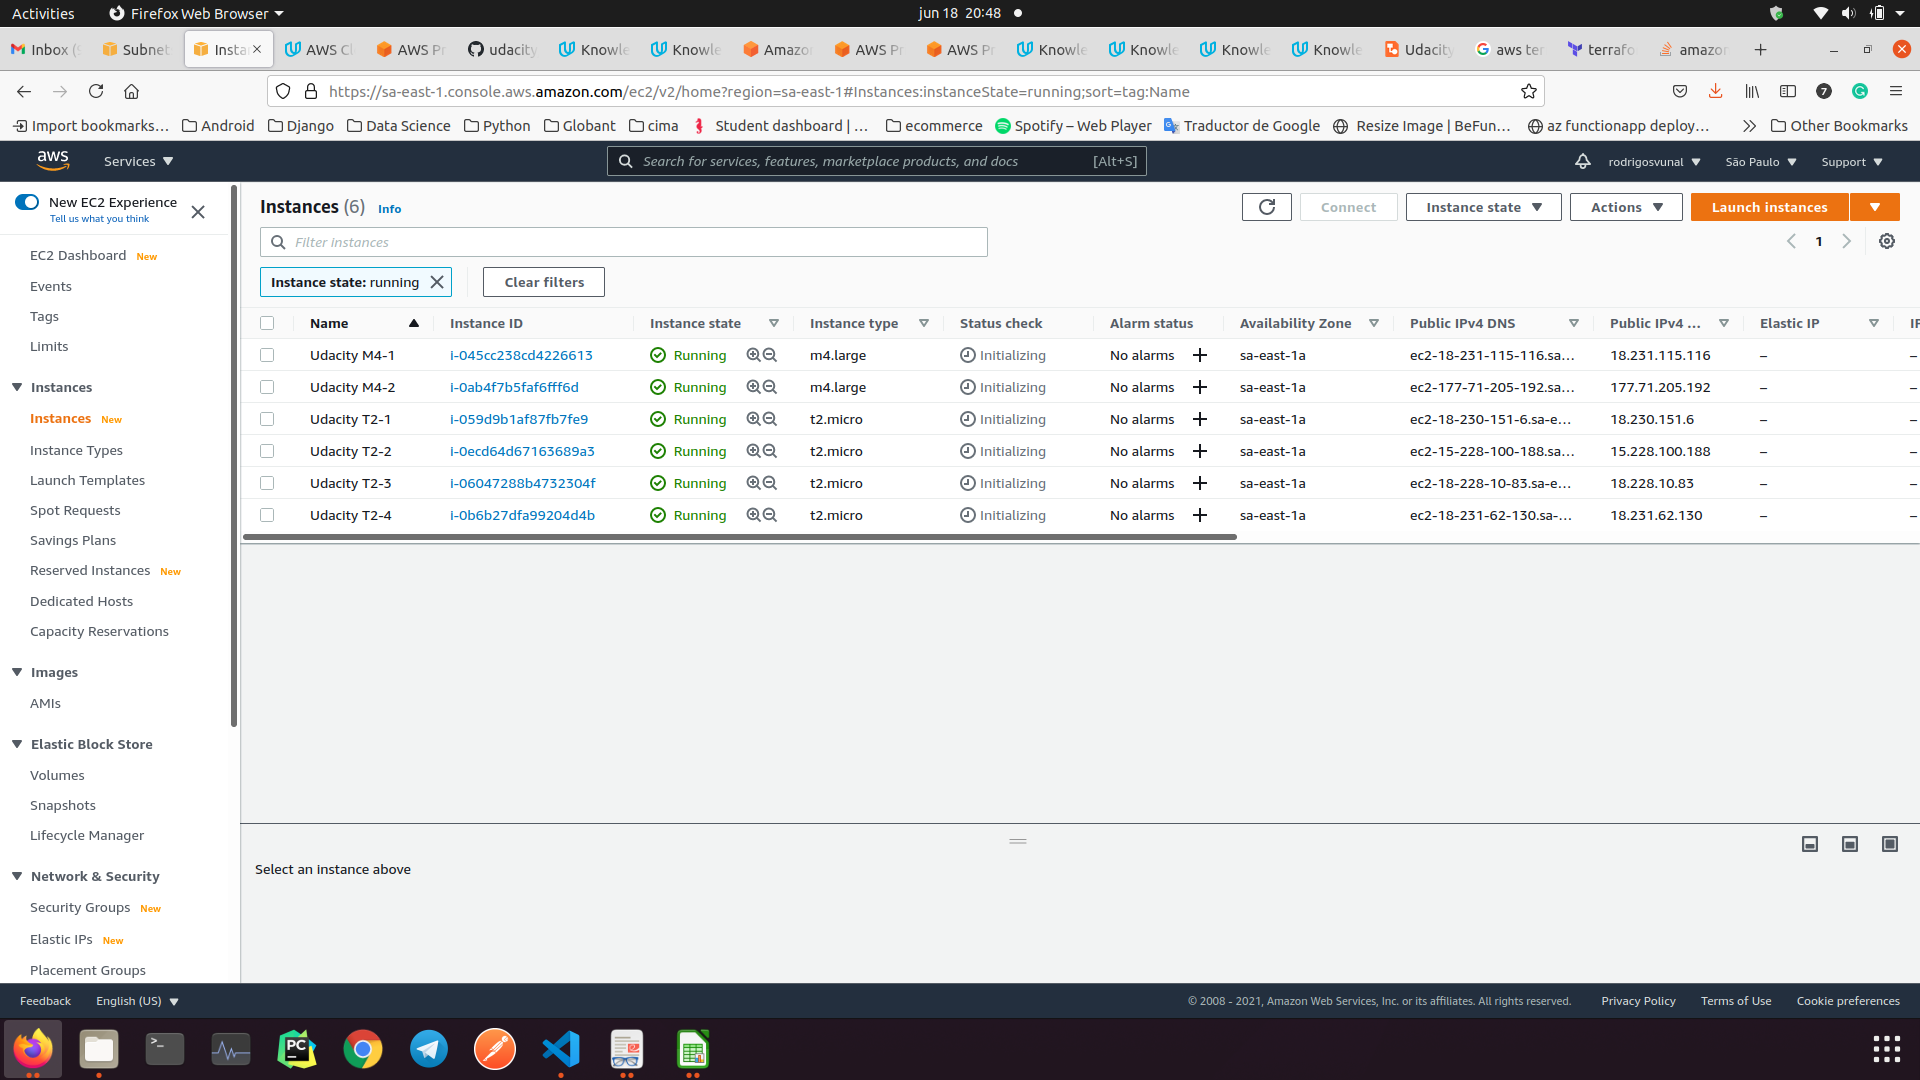 Activities Firefox Web Browser jun 18 20:48
Inbox ( Subne Insta AWS Cl AWS Pr udacity Knowle Knowle Amazo AWS Pr AWS Pr Knowle Knowle Knowle Knowle Udacity aws ter terrafo amazon
https://sa-east-1.console.aws.amazon.com/ec2/v2/home?region=sa-east-1#Instances:instanceState=running;sort=tag:Name 7
Import bookmarks... Android Django Data Science Python Globant cima Student dashboard | ... ecommerce Spotify – Web Player Traductor de Google Resize Image | BeFun... az functionapp deploy... Other Bookmarks
aws Services Search for services, features, marketplace products, and docs [Alt+S] rodrigosvunal São Paulo Support
New EC2 Experience
Tell us what you think
EC2 Dashboard New
Events
Tags
Limits
Instances
Instances New
Instance Types
Launch Templates
Spot Requests
Savings Plans
Reserved Instances New
Dedicated Hosts
Capacity Reservations
Images
AMIs
Elastic Block Store
Volumes
Snapshots
Lifecycle Manager
Network & Security
Security Groups New
Elastic IPs New
Placement Groups
Instances (6) Info Connect Instance state Actions Launch instances
Filter instances 1
Instance state: running Clear filters
Name Instance ID Instance state Instance type Status check Alarm status Availability Zone Public IPv4 DNS Public IPv4 ... Elastic IP IP
Udacity M4-1 i-045cc238cd4226613 Running m4.large Initializing No alarms sa-east-1a ec2-18-231-115-116.sa... 18.231.115.116 – –
Udacity M4-2 i-0ab4f7b5faf6fff6d Running m4.large Initializing No alarms sa-east-1a ec2-177-71-205-192.sa... 177.71.205.192 – –
Udacity T2-1 i-059d9b1af87fb7fe9 Running t2.micro Initializing No alarms sa-east-1a ec2-18-230-151-6.sa-e... 18.230.151.6 – –
Udacity T2-2 i-0ecd64d67163689a3 Running t2.micro Initializing No alarms sa-east-1a ec2-15-228-100-188.sa... 15.228.100.188 – –
Udacity T2-3 i-06047288b4732304f Running t2.micro Initializing No alarms sa-east-1a ec2-18-228-10-83.sa-e... 18.228.10.83 – –
Udacity T2-4 i-0b6b27dfa99204d4b Running t2.micro Initializing No alarms sa-east-1a ec2-18-231-62-130.sa-... 18.231.62.130 – –
Select an instance above
Feedback English (US) © 2008 - 2021, Amazon Web Services, Inc. or its affiliates. All rights reserved. Privacy Policy Terms of Use Cookie preferences
PC